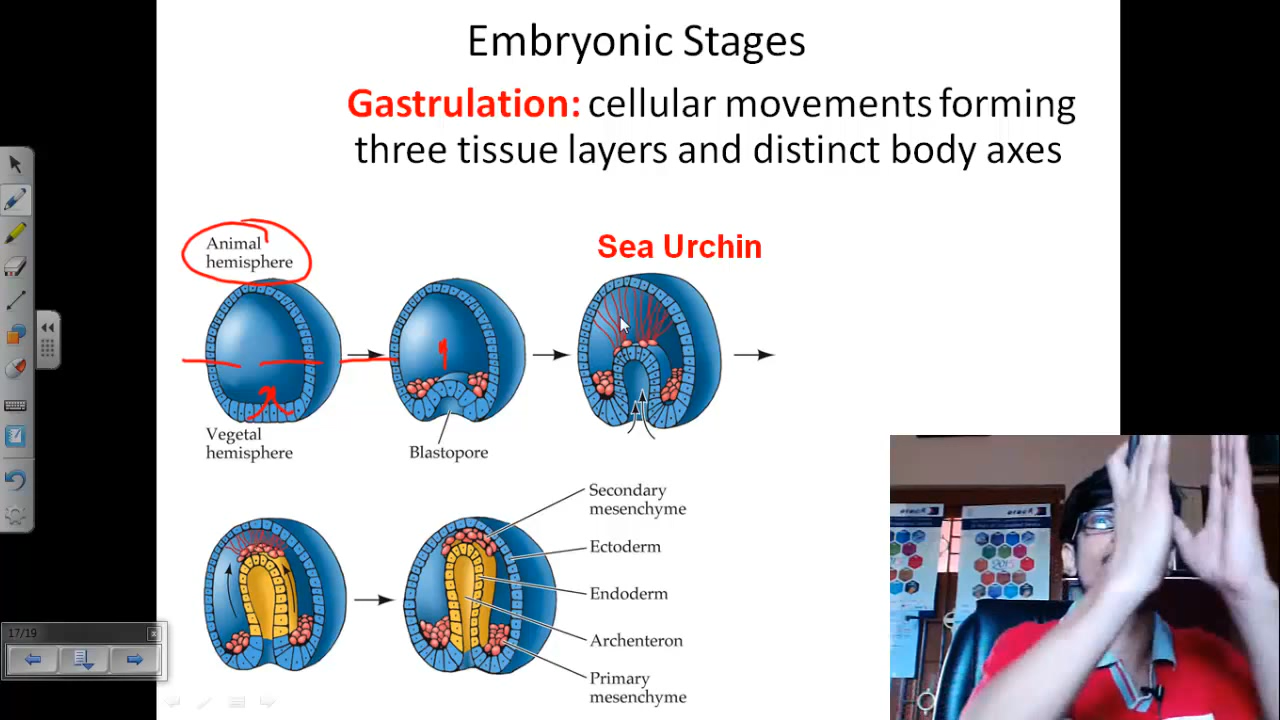 Embryonic Stages
Gastrulation: cellular movements forming
three tissue layers and distinct body axes
Animal
hemisphere
Sea Urchin
Vegetal
hemisphere
Blastopore
Secondary
mesenchyme
Ectoderm
Endoderm
Archenteron
Primary
mesenchyme
17/19